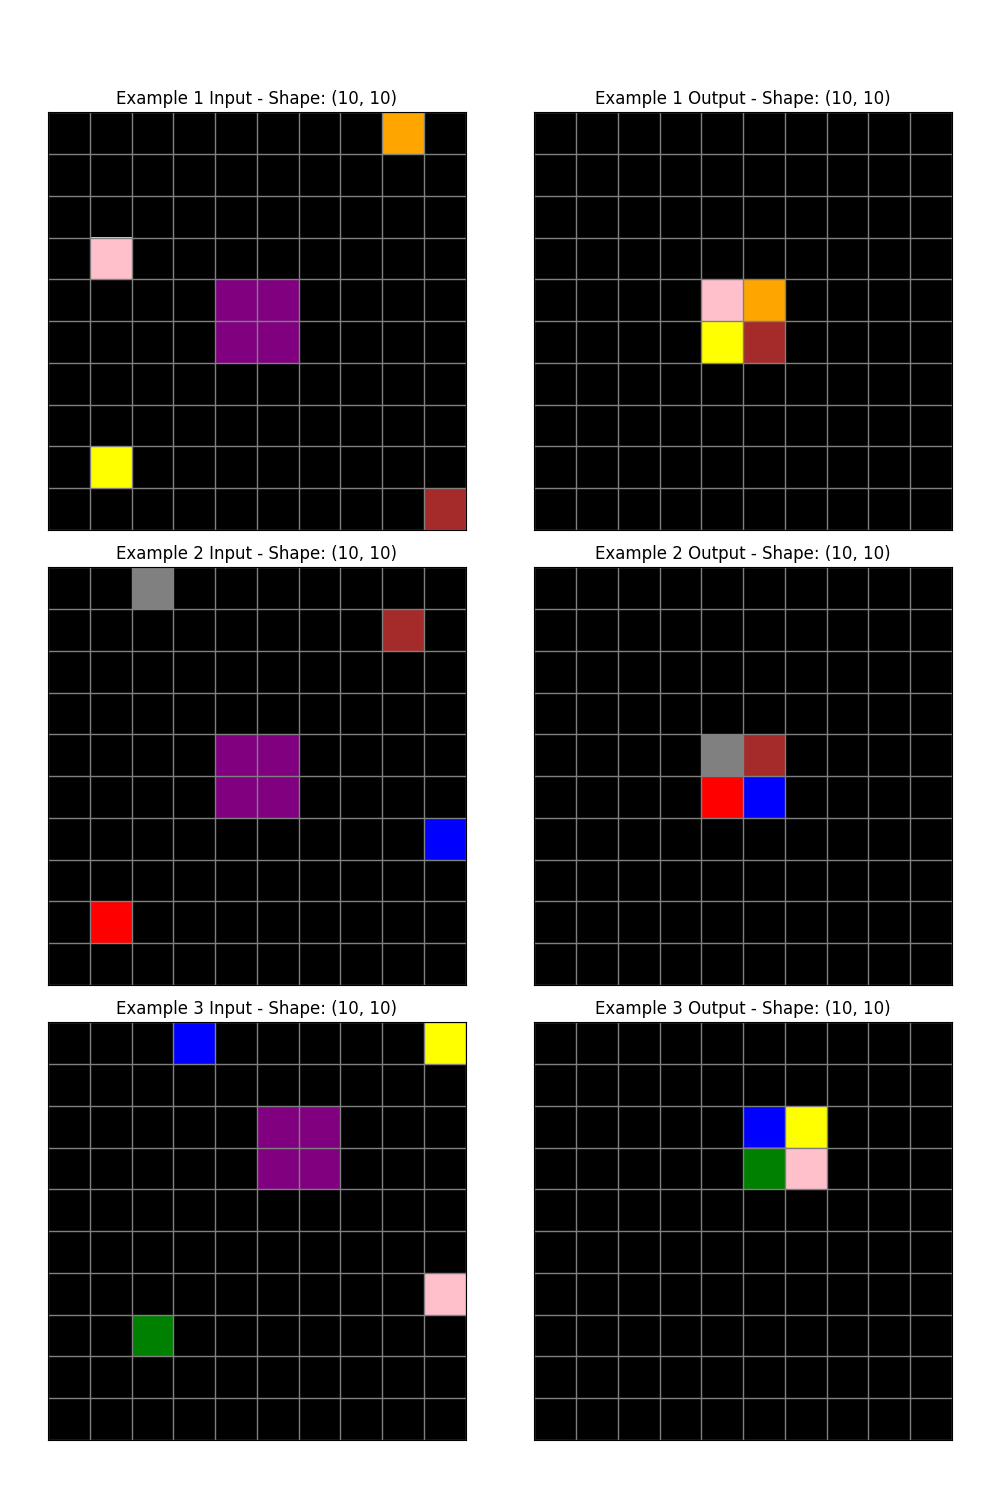 Example 1 Input - Shape: (10, 10)
Example 1 Output - Shape: (10, 10)
Example 2 Input - Shape: (10, 10)
Example 2 Output - Shape: (10, 10)
Example 3 Input - Shape: (10, 10)
Example 3 Output - Shape: (10, 10)